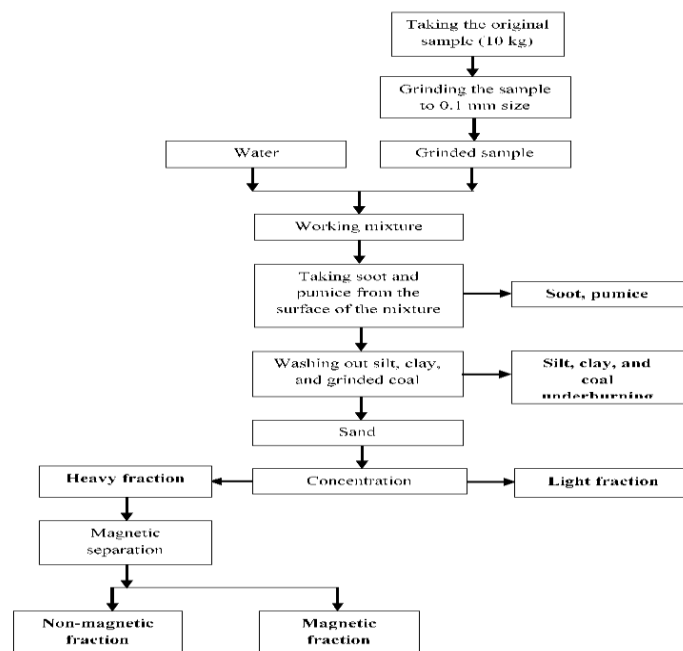 Taking the original
sample (10 kg)
Grinding the sample
to 0.1 mm size
Water
Grinded sample
Working mixture
Taking soot and
pumice from the
surface of the mixture
Soot, pumice
Washing out silt, clay,
and grinded coal
Silt, clay, and
coal
underburning
Sand
Heavy fraction
Concentration
Light fraction
Magnetic
separation
Non-magnetic
fraction
Magnetic
fraction